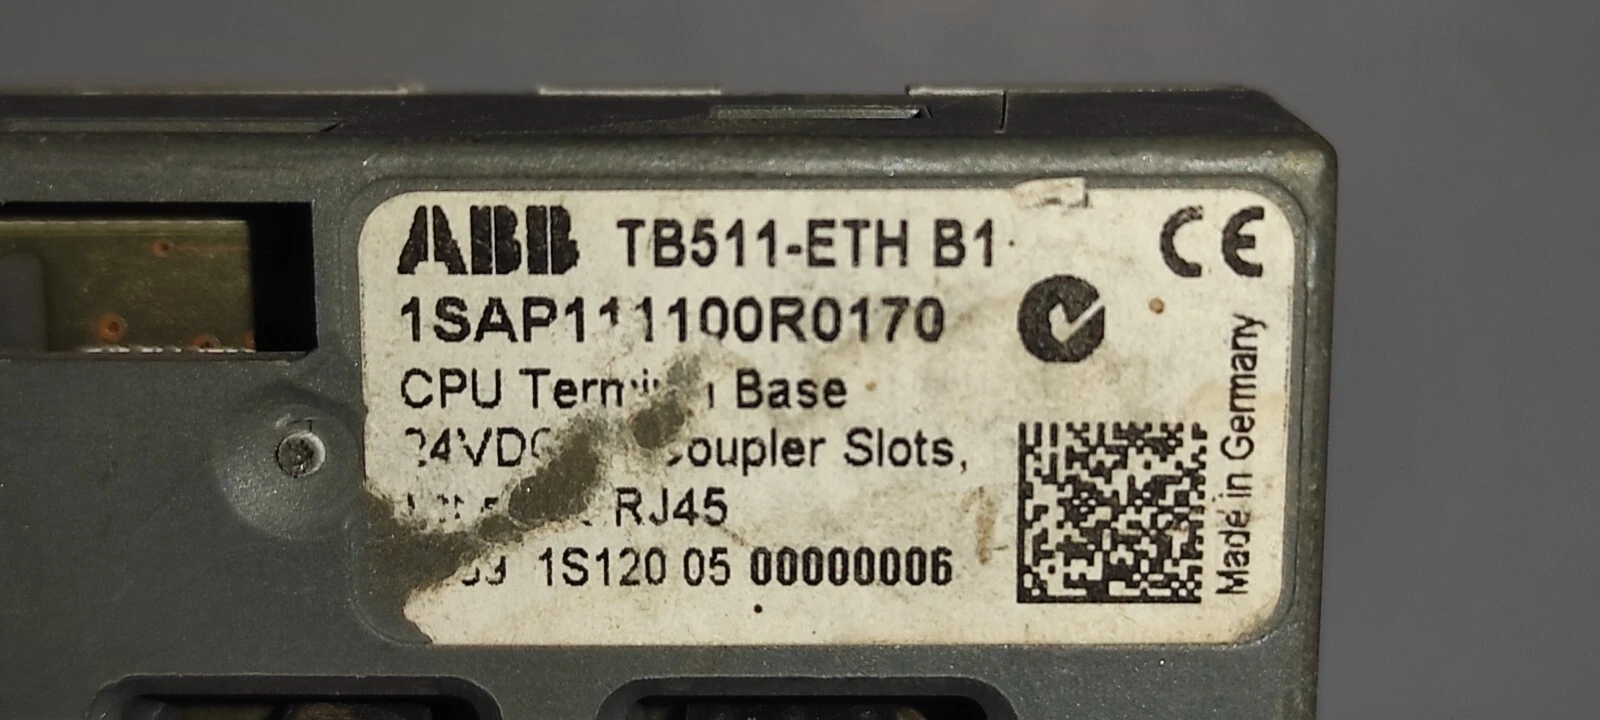 ABB TB511-ETH B1 CE
1SAP111100R0170
CPU Base
Slots,
RJ45
1S120 05 00000006
Made in Germany